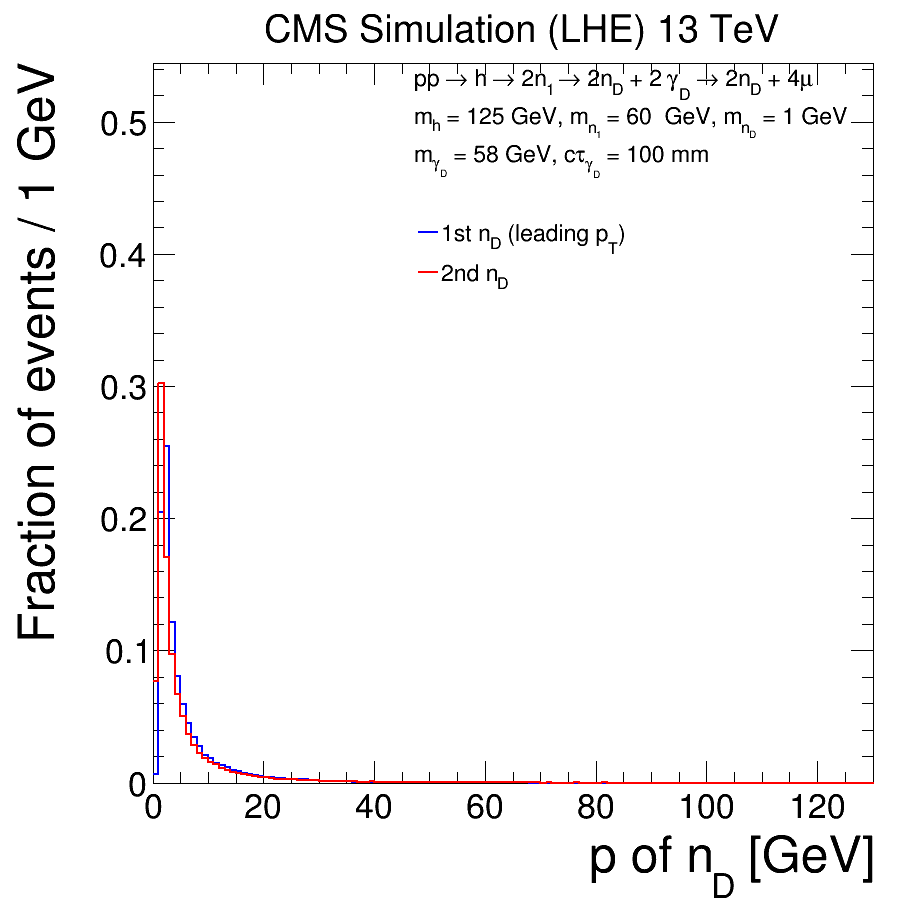 CMS Simulation (LHE) 13 TeV
pp → h → 2n1 → 2nD + 2 γD → 2nD + 4μ
mh = 125 GeV, mn1 = 60 GeV, mnD = 1 GeV
mγD = 58 GeV, cτγD = 100 mm
1st nD (leading pT)
2nd nD
Fraction of events / 1 GeV
0.5
0.4
0.3
0.2
0.1
0
0 20 40 60 80 100 120
p of nD [GeV]